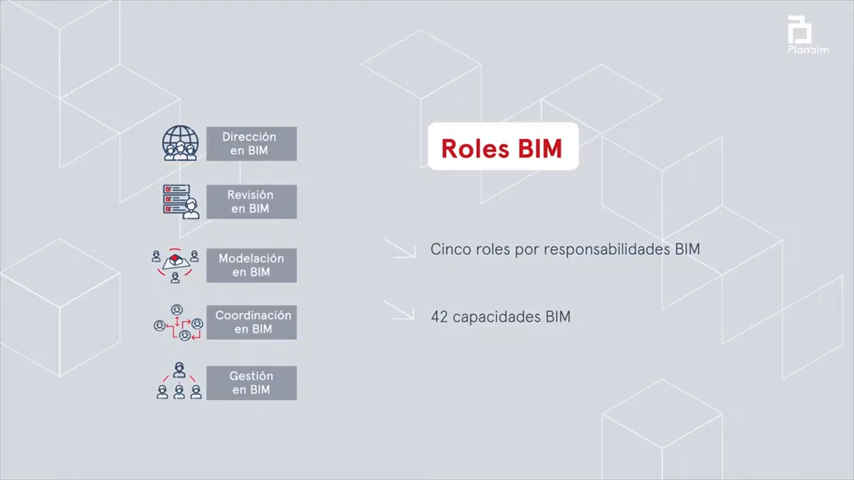 Planbim
Dirección
en BIM
Roles BIM
Revisión
en BIM
Modelación
en BIM
Cinco roles por responsabilidades BIM
Coordinación
en BIM
42 capacidades BIM
Gestión
en BIM